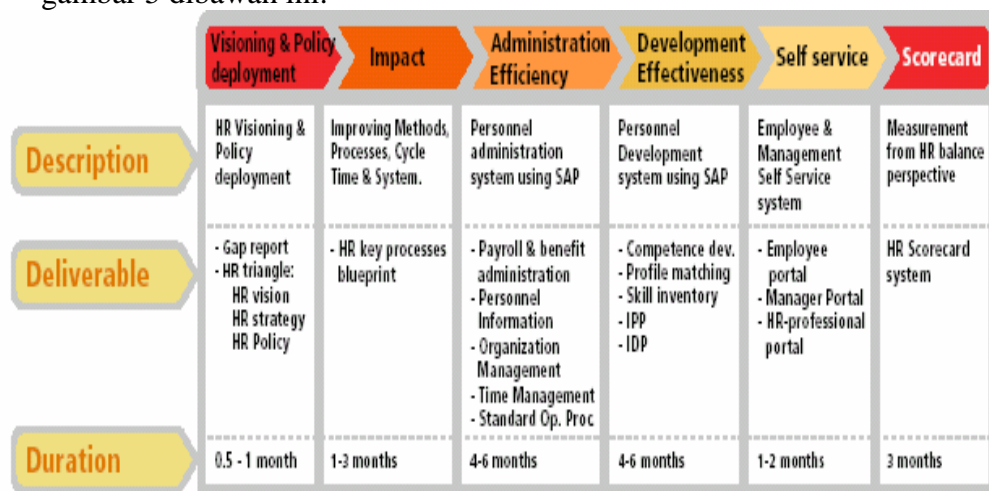 gambar 3 dibawah ini:
Visioning & Policy
deployment
Impact
Administration
Efficiency
Development
Effectiveness
Self service
Scorecard
Description
HR Visioning &
Policy
deployment
Improving Methods,
Processes, Cycle
Time & System.
Personnel
administration
system using SAP
Personnel
Development
system using SAP
Employee &
Management
Self Service
system
Measurement
from HR balance
perspective
Deliverable
- Gap report
- HR triangle:
HR vision
HR strategy
HR Policy
- HR key processes
blueprint
- Payroll & benefit
administration
- Personnel
Information
- Organization
Management
- Time Management
- Standard Op. Proc
- Competence dev.
- Profile matching
- Skill inventory
- IPP
- IDP
- Employee
portal
- Manager Portal
- HR-professional
portal
HR Scorecard
system
Duration
0.5 - 1 month
1-3 months
4-6 months
4-6 months
1-2 months
3 months